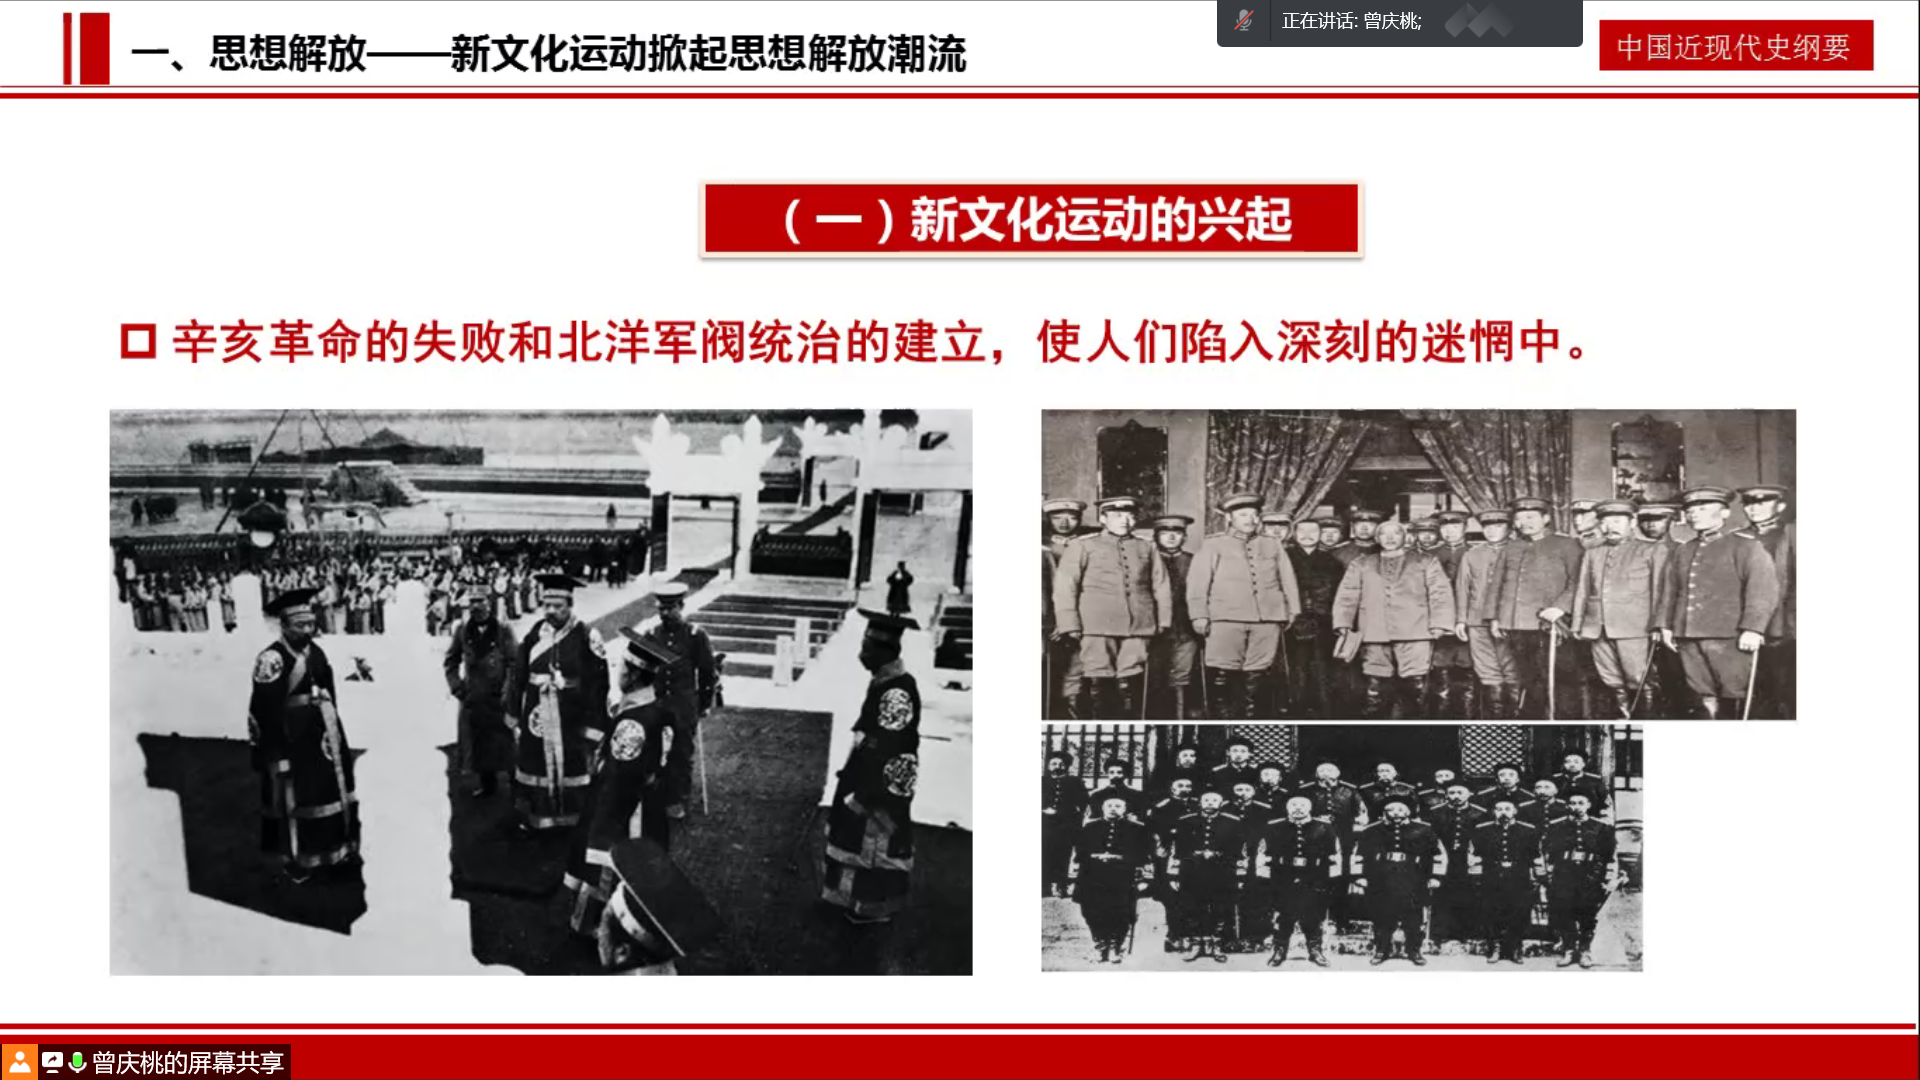 一、思想解放——新文化运动掀起思想解放潮流
正在讲话: 曾庆桃;
中国近现代史纲要
（一）新文化运动的兴起
辛亥革命的失败和北洋军阀统治的建立，使人们陷入深刻的迷惘中。
曾庆桃的屏幕共享